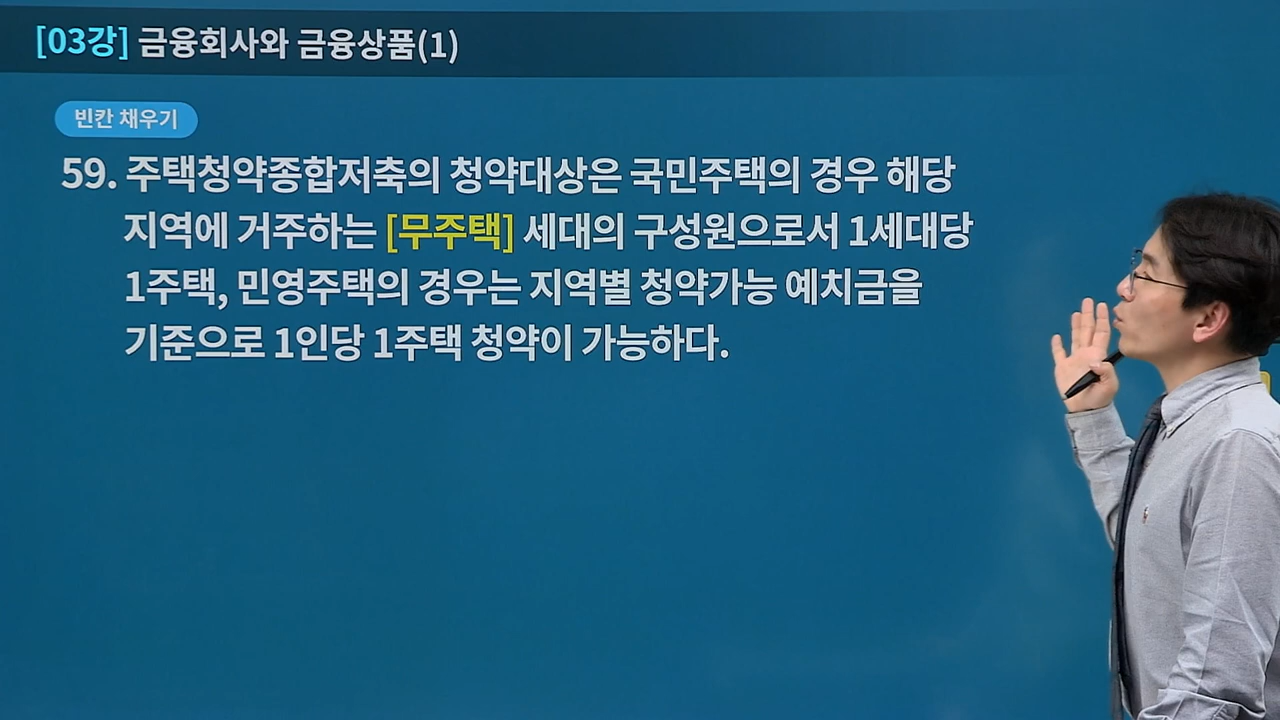 [03강] 금융회사와 금융상품(1)
빈칸 채우기
59. 주택청약종합저축의 청약대상은 국민주택의 경우 해당
지역에 거주하는 [무주택] 세대의 구성원으로서 1세대당
1주택, 민영주택의 경우는 지역별 청약가능 예치금을
기준으로 1인당 1주택 청약이 가능하다.